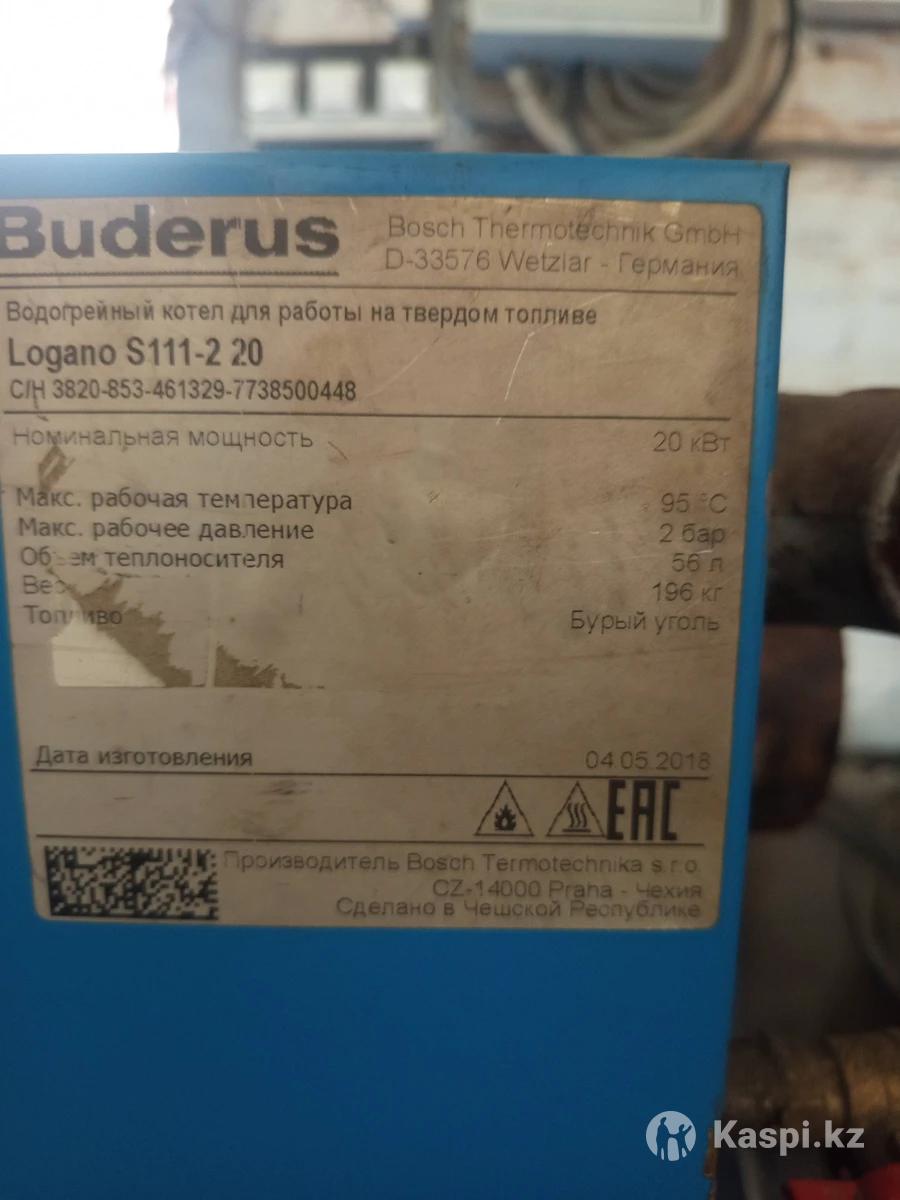 Buderus
Bosch Thermotechnik GmbH
D-33576 Wetzlar - Германия
Водогрейный котел для работы на твердом топливе
Logano S111-2 20
С/Н 3820-853-461329-7738500448
Номинальная мощность 20 кВт
Макс. рабочая температура 95 °C
Макс. рабочее давление 2 бар
Объем теплоносителя 56 л
Вес 196 кг
Топливо Бурый уголь
Дата изготовления 04.05.2018
EAC
Производитель Bosch Termotechnika s.r.o.
CZ-14000 Praha - Чехия
Сделано в Чешской Республике
Kaspi.kz